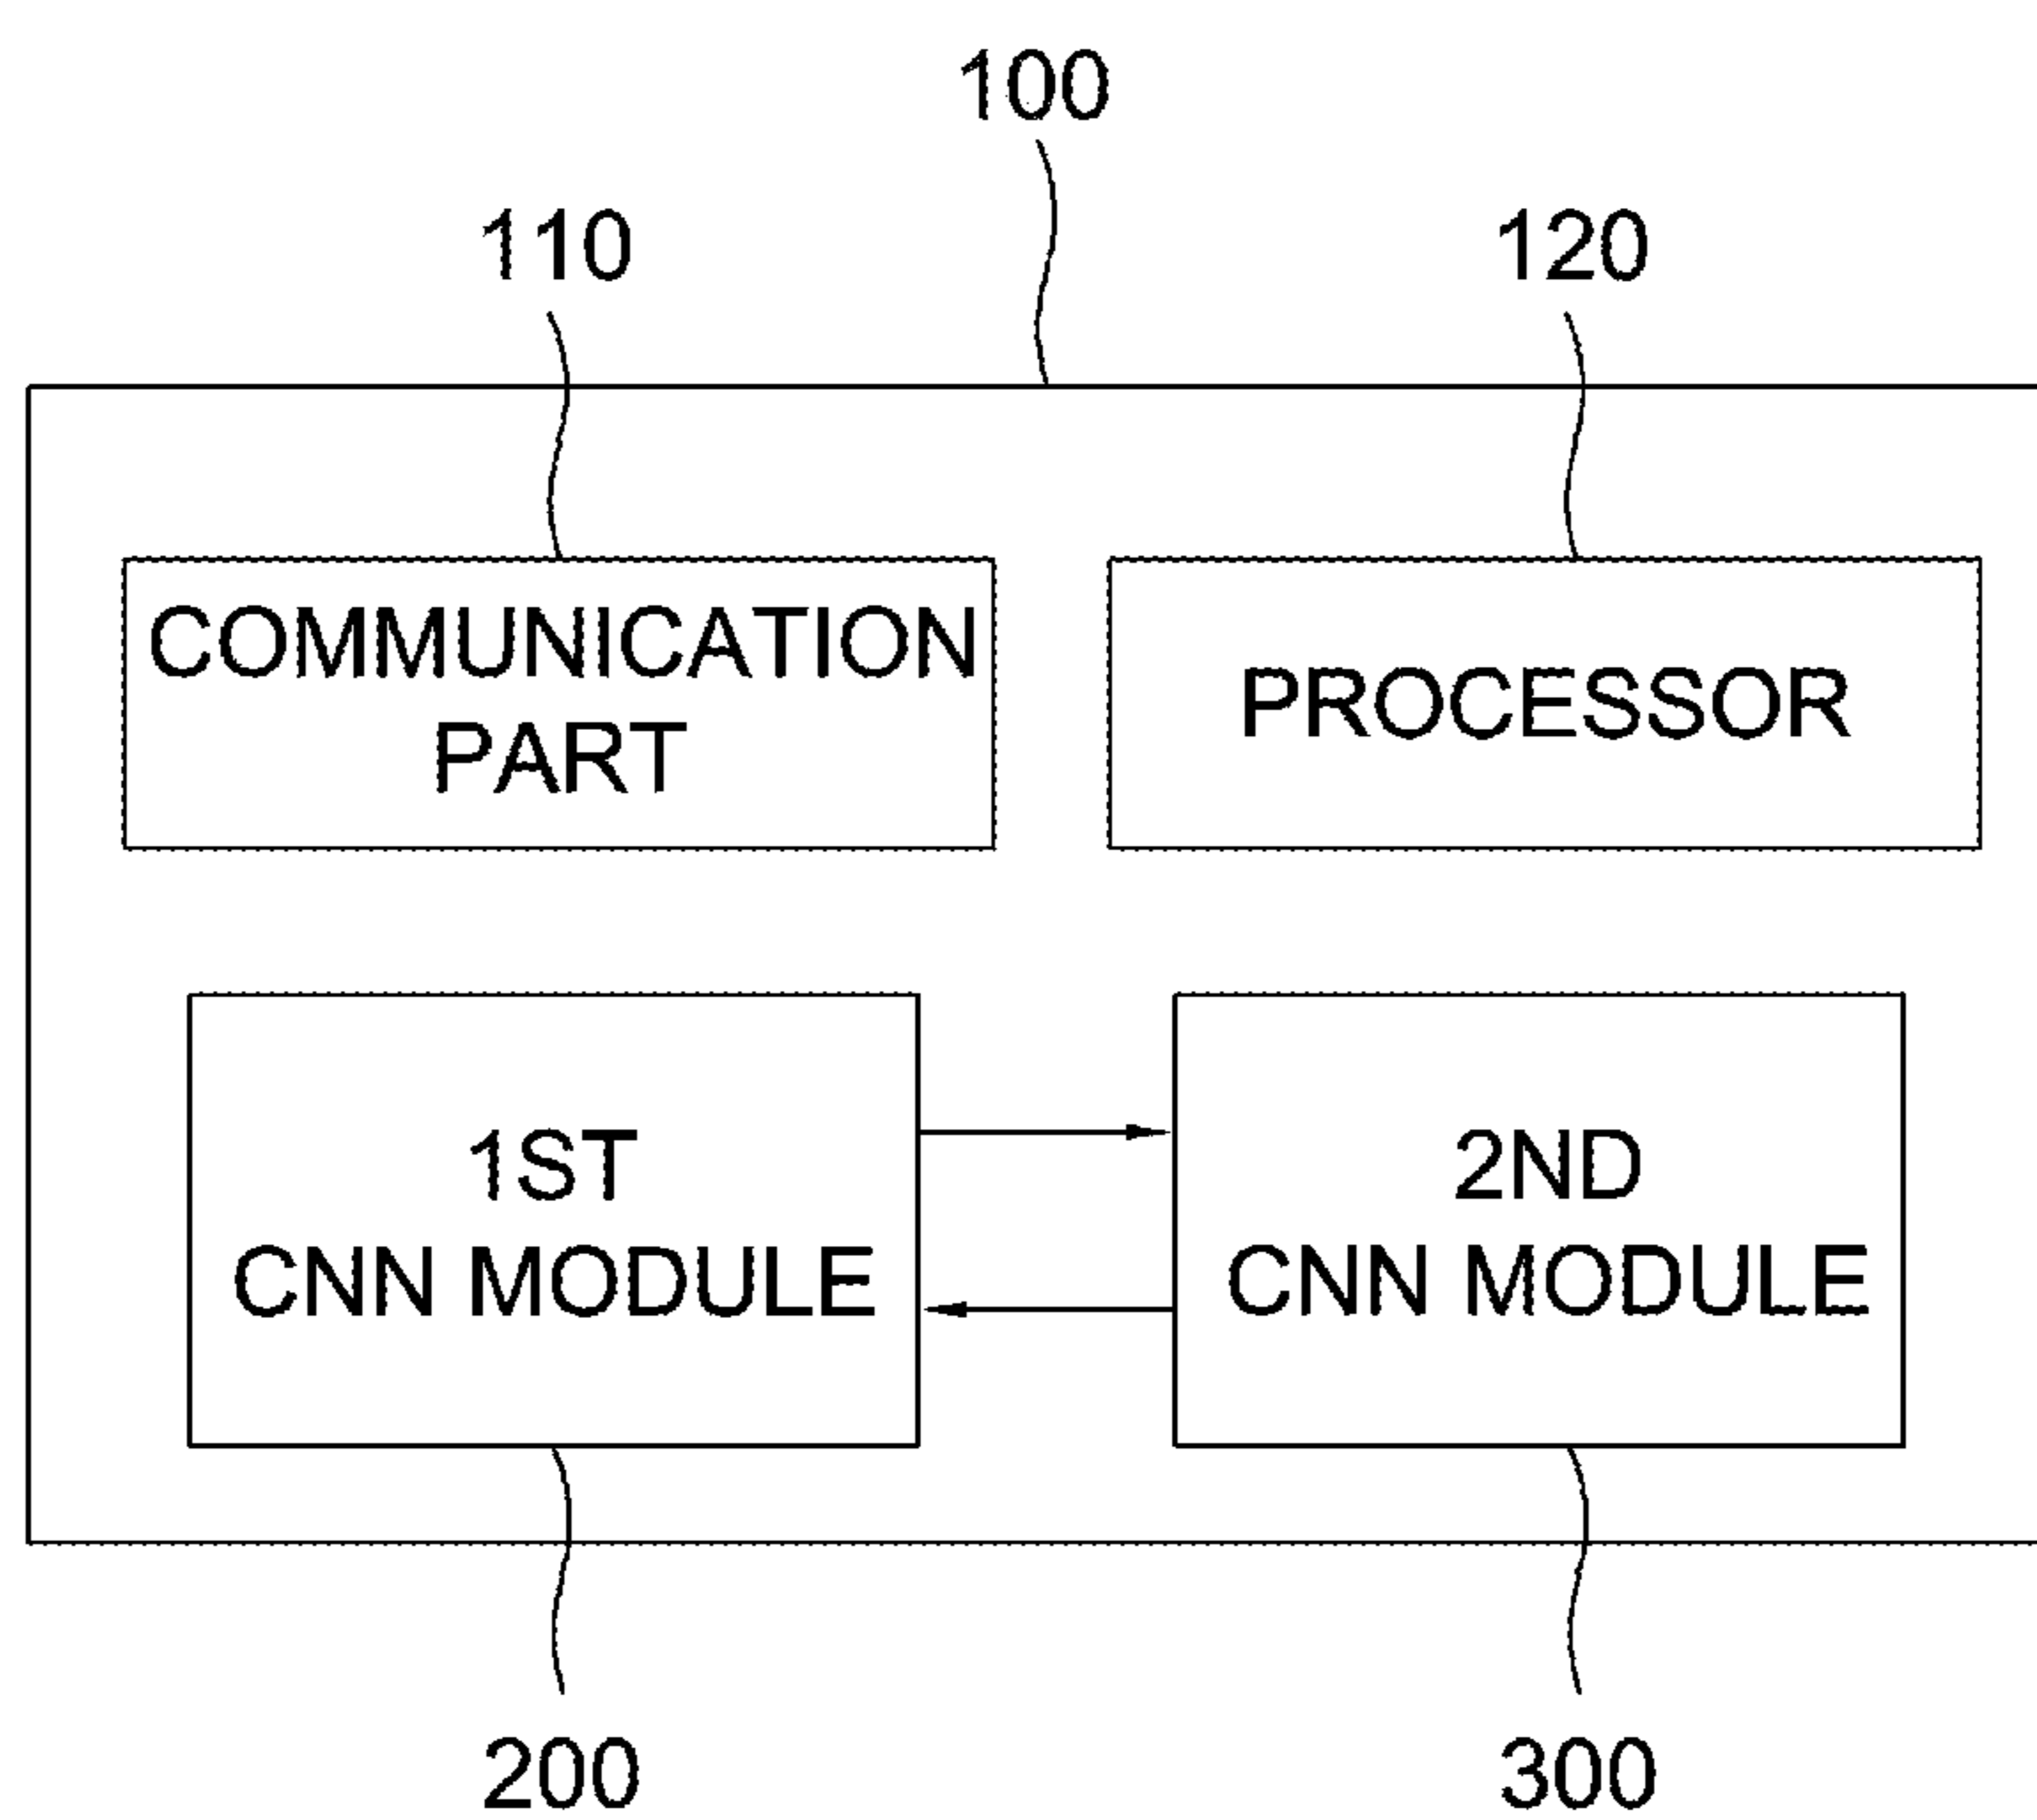 100
110
120
COMMUNICATION
PART
PROCESSOR
1ST
CNN MODULE
2ND
CNN MODULE
200
300